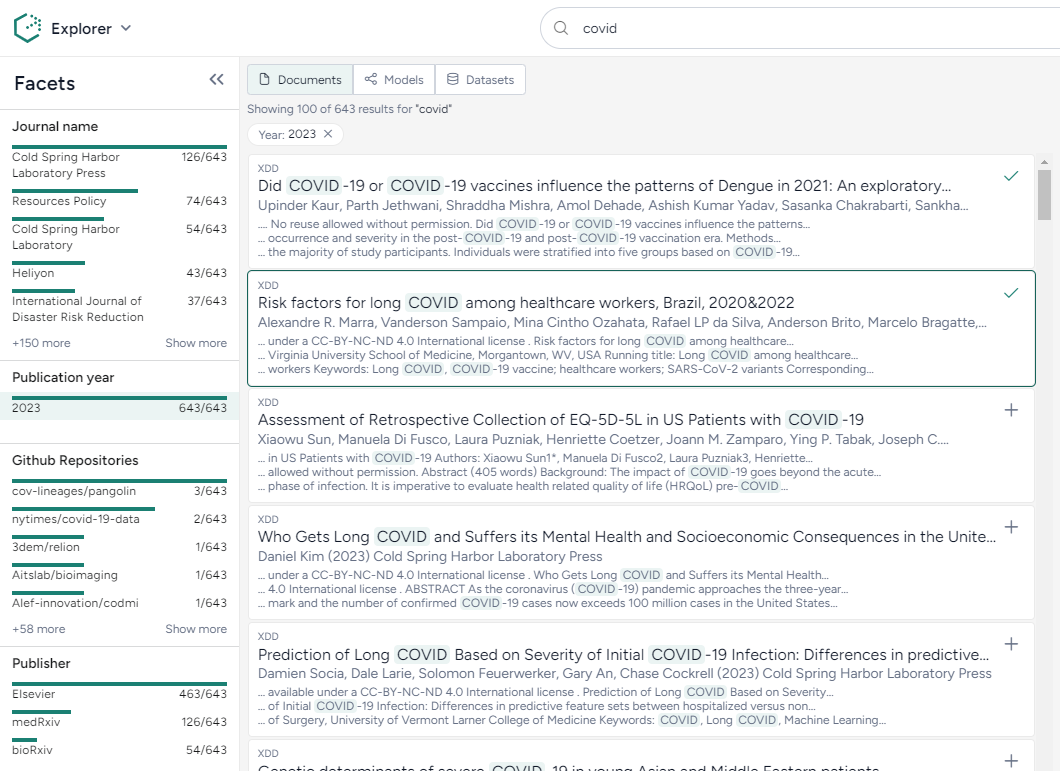 Explorer
covid
Facets
Journal name
Cold Spring Harbor Laboratory Press 126/643
Resources Policy 74/643
Cold Spring Harbor Laboratory 54/643
Heliyon 43/643
International Journal of Disaster Risk Reduction 37/643
+150 more Show more
Publication year
2023 643/643
Github Repositories
cov-lineages/pangolin 3/643
nytimes/covid-19-data 2/643
3dem/relion 1/643
Aitslab/bioimaging 1/643
Alef-innovation/codmi 1/643
+58 more Show more
Publisher
Elsevier 463/643
medRxiv 126/643
bioRxiv 54/643
Documents Models Datasets
Showing 100 of 643 results for "covid"
Year: 2023
XDD
Did COVID-19 or COVID-19 vaccines influence the patterns of Dengue in 2021: An exploratory...
Upinder Kaur, Parth Jethwani, Shraddha Mishra, Amol Dehade, Ashish Kumar Yadav, Sasanka Chakrabarti, Sankha...
.... No reuse allowed without permission. Did COVID-19 or COVID-19 vaccines influence the patterns...
... occurrence and severity in the post-COVID-19 and post-COVID-19 vaccination era. Methods...
... the majority of study participants. Individuals were stratified into five groups based on COVID-19...
XDD
Risk factors for long COVID among healthcare workers, Brazil, 2020&2022
Alexandre R. Marra, Vanderson Sampaio, Mina Cintho Ozahata, Rafael LP da Silva, Anderson Brito, Marcelo Bragatte,...
... under a CC-BY-NC-ND 4.0 International license . Risk factors for long COVID among healthcare...
... Virginia University School of Medicine, Morgantown, WV, USA Running title: Long COVID among healthcare...
... workers Keywords: Long COVID, COVID-19 vaccine; healthcare workers; SARS-CoV-2 variants Corresponding...
XDD
Assessment of Retrospective Collection of EQ-5D-5L in US Patients with COVID-19
Xiaowu Sun, Manuela Di Fusco, Laura Puzniak, Henriette Coetzer, Joann M. Zamparo, Ying P. Tabak, Joseph C....
... in US Patients with COVID-19 Authors: Xiaowu Sun1*, Manuela Di Fusco2, Laura Puzniak3, Henriette...
... allowed without permission. Abstract (405 words) Background: The impact of COVID-19 goes beyond the acute...
... phase of infection. It is imperative to evaluate health related quality of life (HRQoL) pre-COVID...
XDD
Who Gets Long COVID and Suffers its Mental Health and Socioeconomic Consequences in the Unite...
Daniel Kim (2023) Cold Spring Harbor Laboratory Press
... under a CC-BY-NC-ND 4.0 International license . Who Gets Long COVID and Suffers its Mental Health...
... 4.0 International license . ABSTRACT As the coronavirus (COVID-19) pandemic approaches the three-year...
... mark and the number of confirmed COVID-19 cases now exceeds 100 million cases in the United States...
XDD
Prediction of Long COVID Based on Severity of Initial COVID-19 Infection: Differences in predictive...
Damien Socia, Dale Larie, Solomon Feuerwerker, Gary An, Chase Cockrell (2023) Cold Spring Harbor Laboratory Press
... available under a CC-BY-NC-ND 4.0 International license . Prediction of Long COVID Based on Severity...
... of Initial COVID-19 Infection: Differences in predictive feature sets between hospitalized versus non...
... of Surgery, University of Vermont Larner College of Medicine Keywords: COVID, Long COVID, Machine Learning...
XDD
Genetic determinants of severe COVID-19 in young Asian and Middle Eastern patients